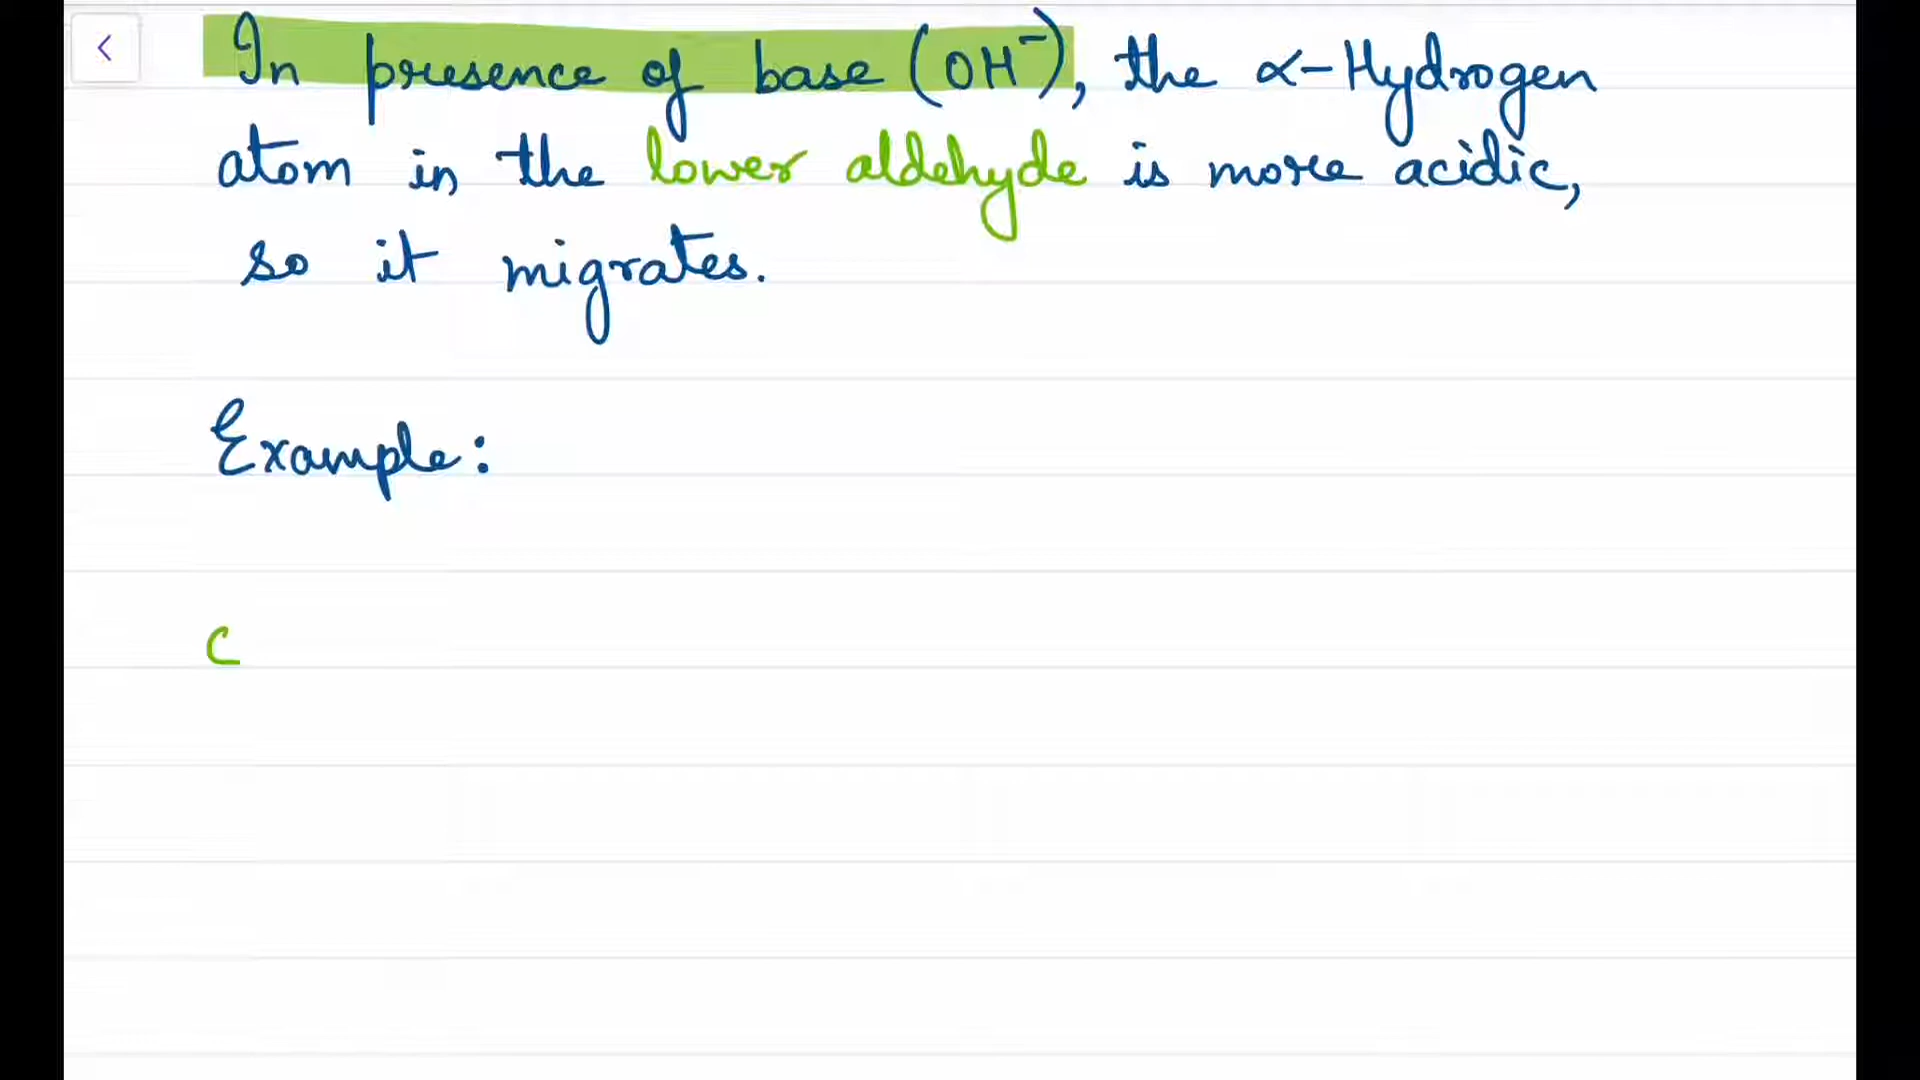 In presence of base (OH⁻), the α-Hydrogen
atom in the lower aldehyde is more acidic,
so it migrates.
Example:
C